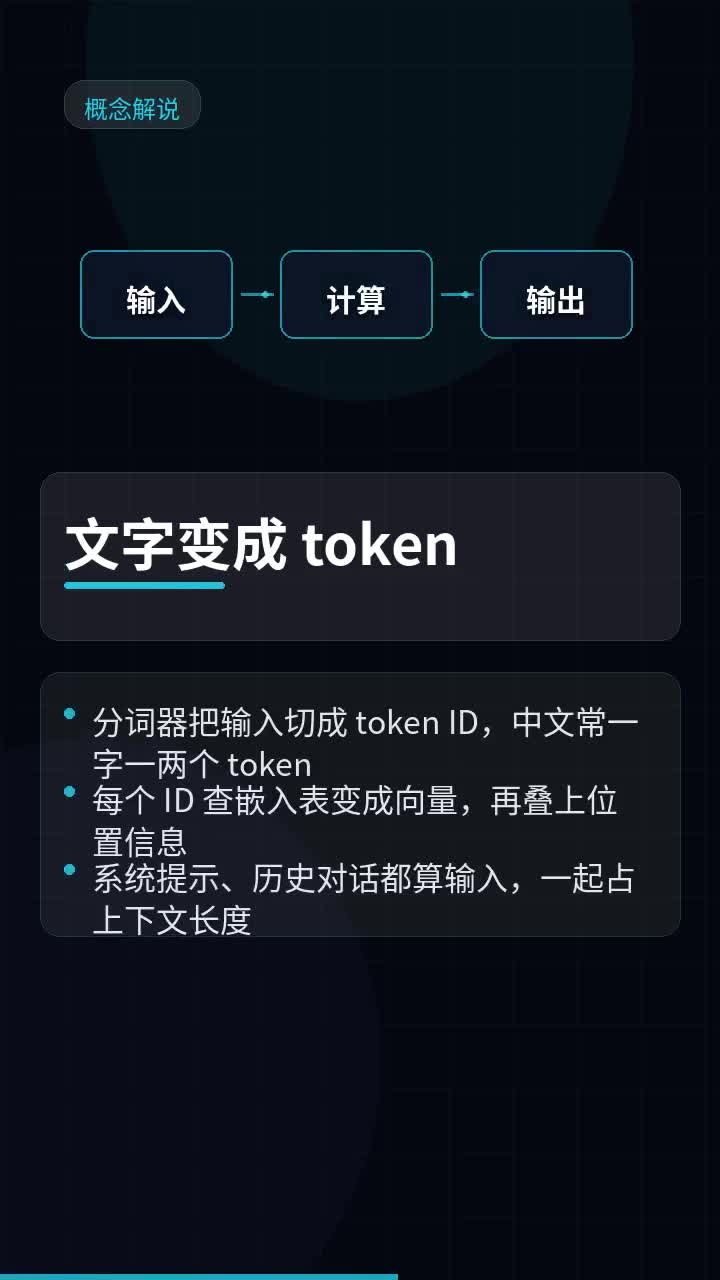 概念解说
输入
计算
输出
文字变成 token
分词器把输入切成 token ID，中文常一
字一两个 token
每个 ID 查嵌入表变成向量，再叠上位
置信息
系统提示、历史对话都算输入，一起占
上下文长度